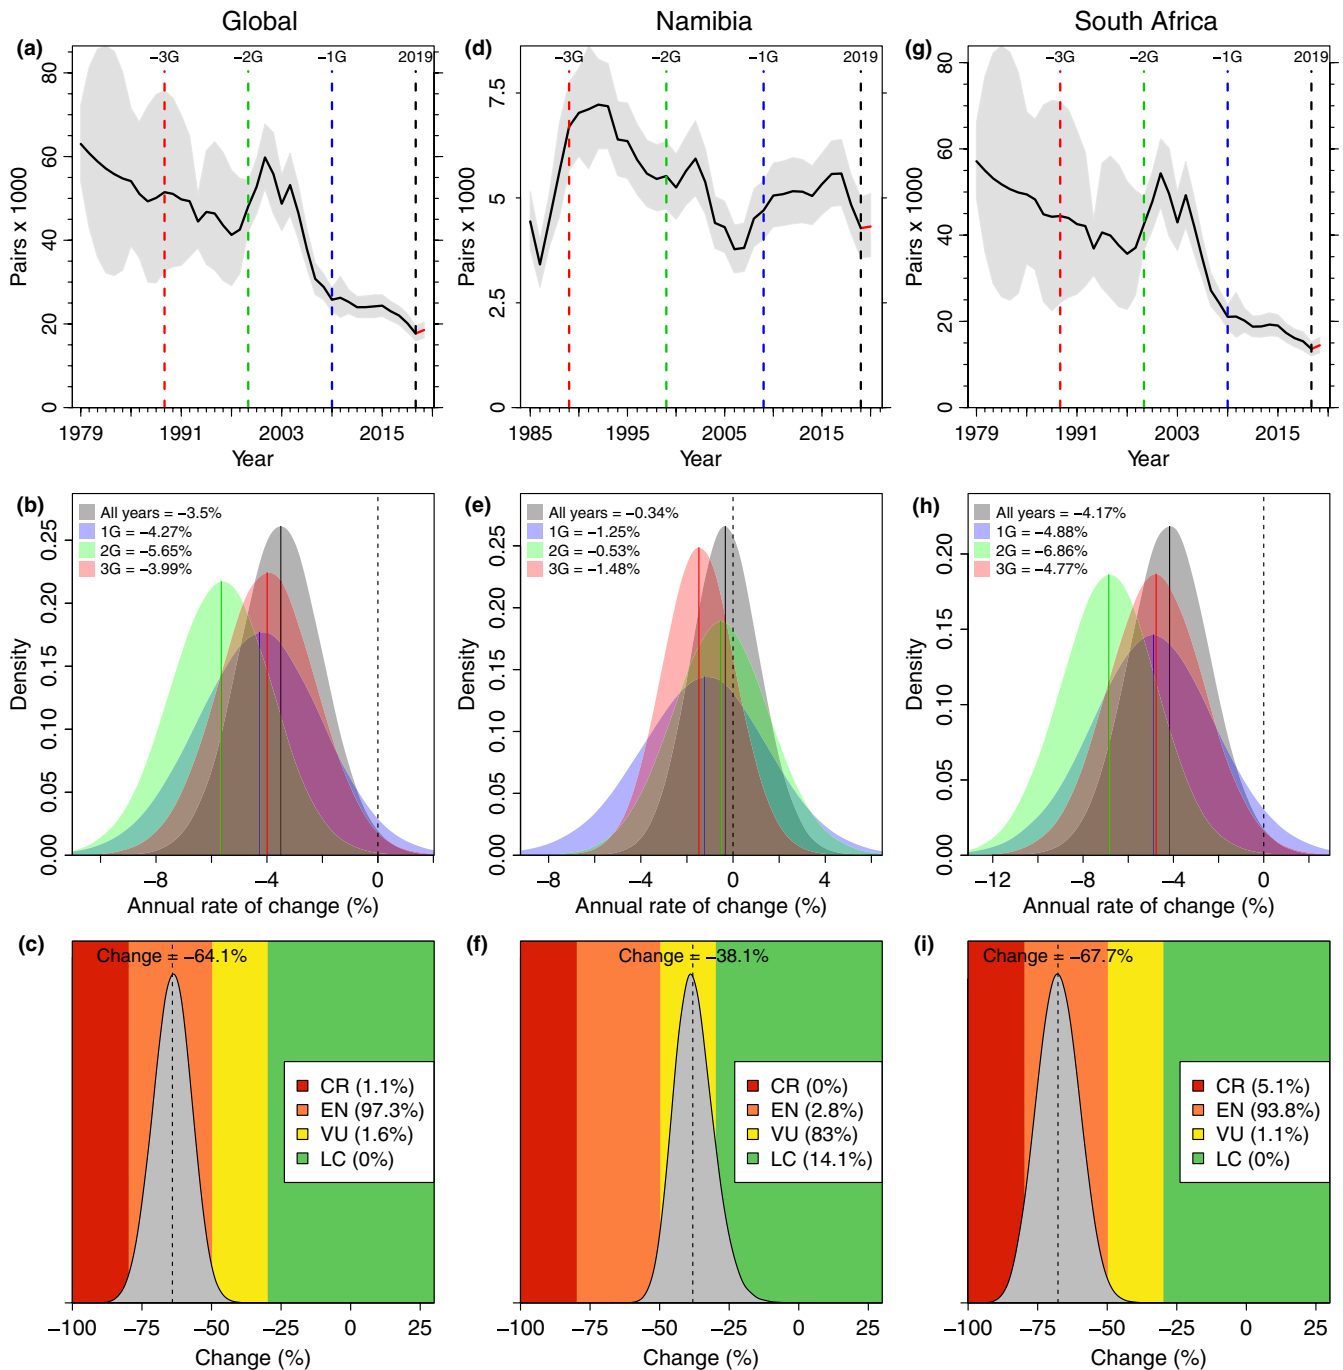 Global
(a)
−3G
−2G
−1G
2019
Pairs x 1000
0
20
40
60
80
1979
1991
2003
2015
Year
Namibia
(d)
−3G
−2G
−1G
2019
Pairs x 1000
0
2.5
5
7.5
1985
1995
2005
2015
Year
South Africa
(g)
−3G
−2G
−1G
2019
Pairs x 1000
0
20
40
60
80
1979
1991
2003
2015
Year
(b)
All years = −3.5%
1G = −4.27%
2G = −5.65%
3G = −3.99%
Density
0.00
0.05
0.10
0.15
0.20
0.25
−8
−4
0
Annual rate of change (%)
(e)
All years = −0.34%
1G = −1.25%
2G = −0.53%
3G = −1.48%
Density
0.00
0.05
0.10
0.15
0.20
0.25
−8
−4
0
4
Annual rate of change (%)
(h)
All years = −4.17%
1G = −4.88%
2G = −6.86%
3G = −4.77%
Density
0.00
0.05
0.10
0.15
0.20
−12
−8
−4
0
Annual rate of change (%)
(c)
Change = −64.1%
CR (1.1%)
EN (97.3%)
VU (1.6%)
LC (0%)
−100
−75
−50
−25
0
25
Change (%)
(f)
Change = −38.1%
CR (0%)
EN (2.8%)
VU (83%)
LC (14.1%)
−100
−75
−50
−25
0
25
Change (%)
(i)
Change = −67.7%
CR (5.1%)
EN (93.8%)
VU (1.1%)
LC (0%)
−100
−75
−50
−25
0
25
Change (%)